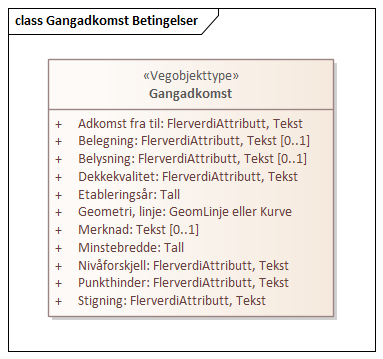 class Gangadkomst Betingelser
«Vegobjekttype»
Gangadkomst
+ Adkomst fra til: FlerverdiAttributt, Tekst
+ Belegning: FlerverdiAttributt, Tekst [0..1]
+ Belysning: FlerverdiAttributt, Tekst [0..1]
+ Dekkekvalitet: FlerverdiAttributt, Tekst
+ Etableringsår: Tall
+ Geometri, linje: GeomLinje eller Kurve
+ Merknad: Tekst [0..1]
+ Minstebredde: Tall
+ Nivåforskjell: FlerverdiAttributt, Tekst
+ Punkthinder: FlerverdiAttributt, Tekst
+ Stigning: FlerverdiAttributt, Tekst